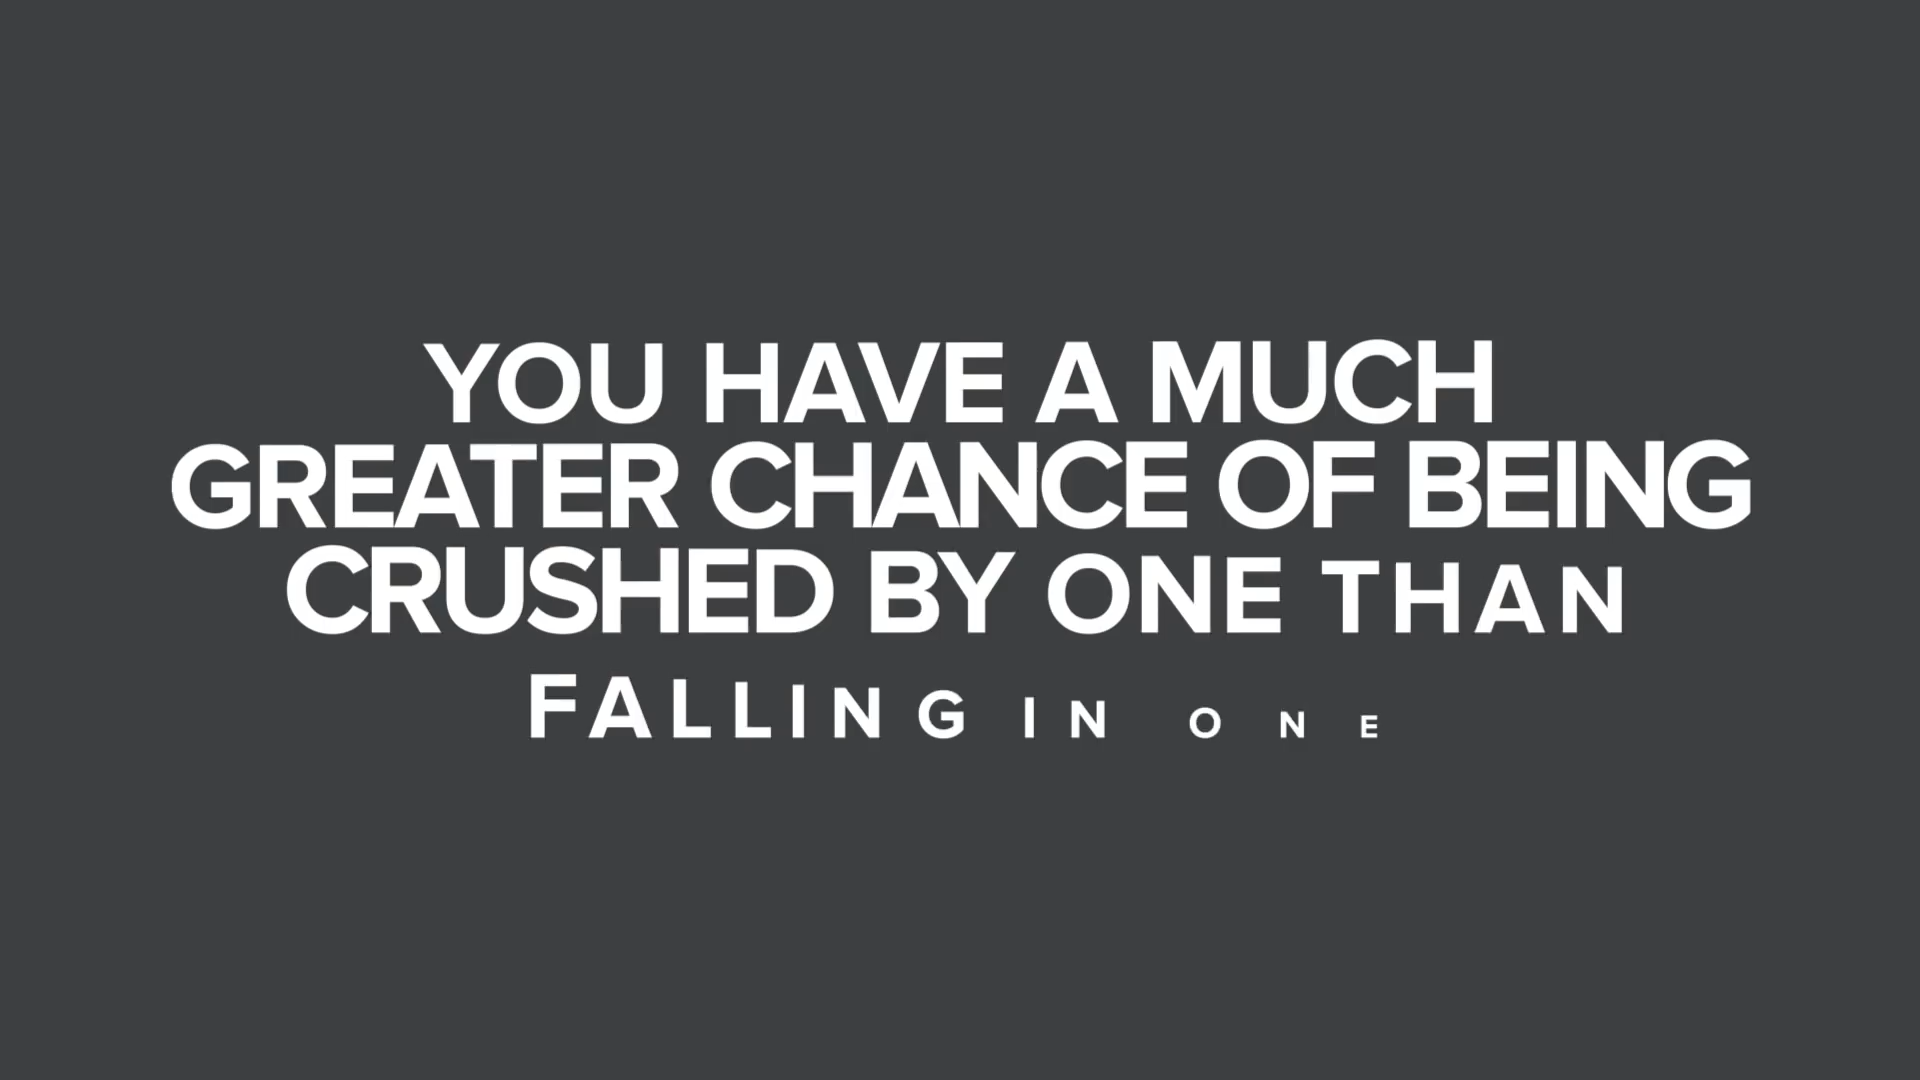 YOU HAVE A MUCH
GREATER CHANCE OF BEING
CRUSHED BY ONE THAN
FALLING IN ONE